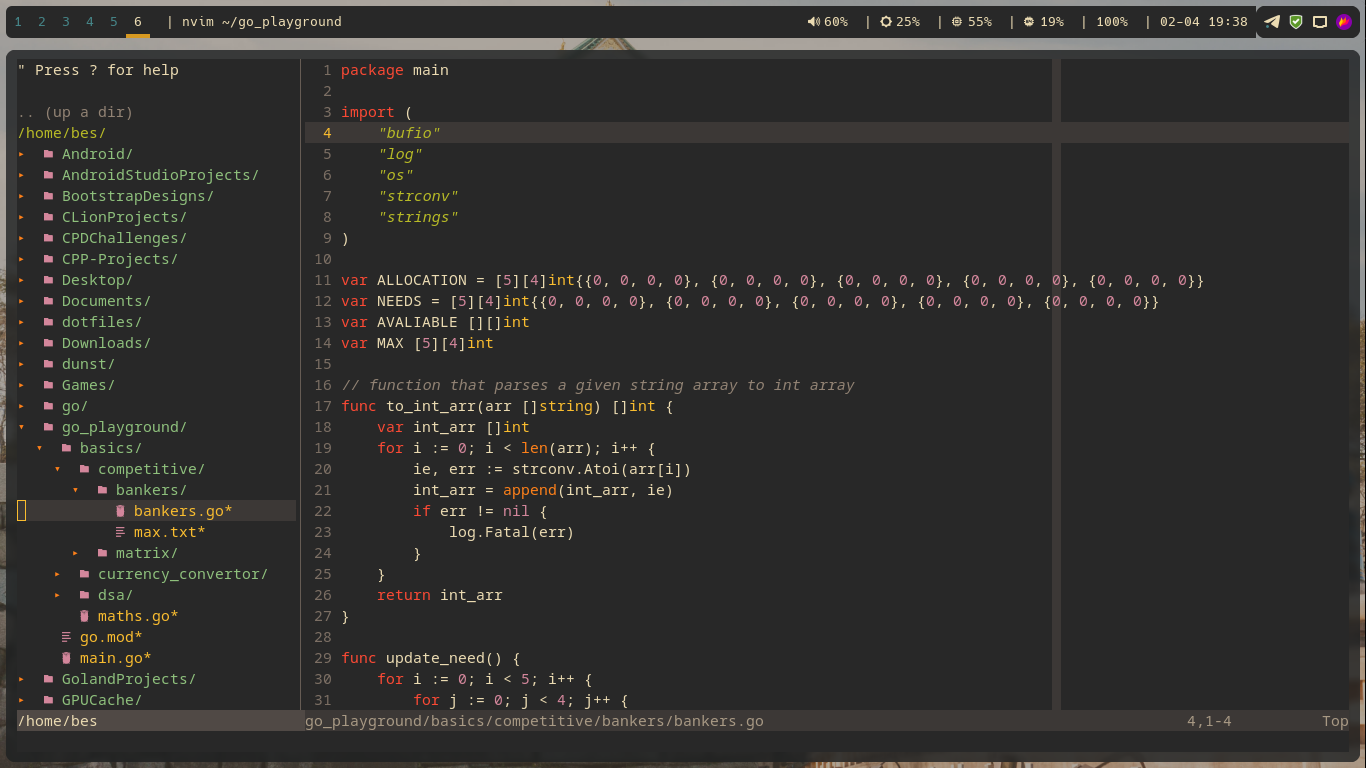 1 2 3 4 5 6 | nvim ~/go_playground 60% | 25% | 55% | 19% | 100% | 02-04 19:38
" Press ? for help
.. (up a dir)
/home/bes/
▸ Android/
▸ AndroidStudioProjects/
▸ BootstrapDesigns/
▸ CLionProjects/
▸ CPDChallenges/
▸ CPP-Projects/
▸ Desktop/
▸ Documents/
▸ dotfiles/
▸ Downloads/
▸ dunst/
▸ Games/
▸ go/
▾ go_playground/
▾ basics/
▾ competitive/
▾ bankers/
bankers.go*
max.txt*
▸ matrix/
▸ currency_convertor/
▸ dsa/
maths.go*
go.mod*
main.go*
▸ GolandProjects/
▸ GPUCache/
/home/bes
1 package main
2
3 import (
4     "bufio"
5     "log"
6     "os"
7     "strconv"
8     "strings"
9 )
10
11 var ALLOCATION = [5][4]int{{0, 0, 0, 0}, {0, 0, 0, 0}, {0, 0, 0, 0}, {0, 0, 0, 0}, {0, 0, 0, 0}}
12 var NEEDS = [5][4]int{{0, 0, 0, 0}, {0, 0, 0, 0}, {0, 0, 0, 0}, {0, 0, 0, 0}, {0, 0, 0, 0}}
13 var AVALIABLE [][]int
14 var MAX [5][4]int
15
16 // function that parses a given string array to int array
17 func to_int_arr(arr []string) []int {
18     var int_arr []int
19     for i := 0; i < len(arr); i++ {
20         ie, err := strconv.Atoi(arr[i])
21         int_arr = append(int_arr, ie)
22         if err != nil {
23             log.Fatal(err)
24         }
25     }
26     return int_arr
27 }
28
29 func update_need() {
30     for i := 0; i < 5; i++ {
31         for j := 0; j < 4; j++ {
go_playground/basics/competitive/bankers/bankers.go 4,1-4 Top